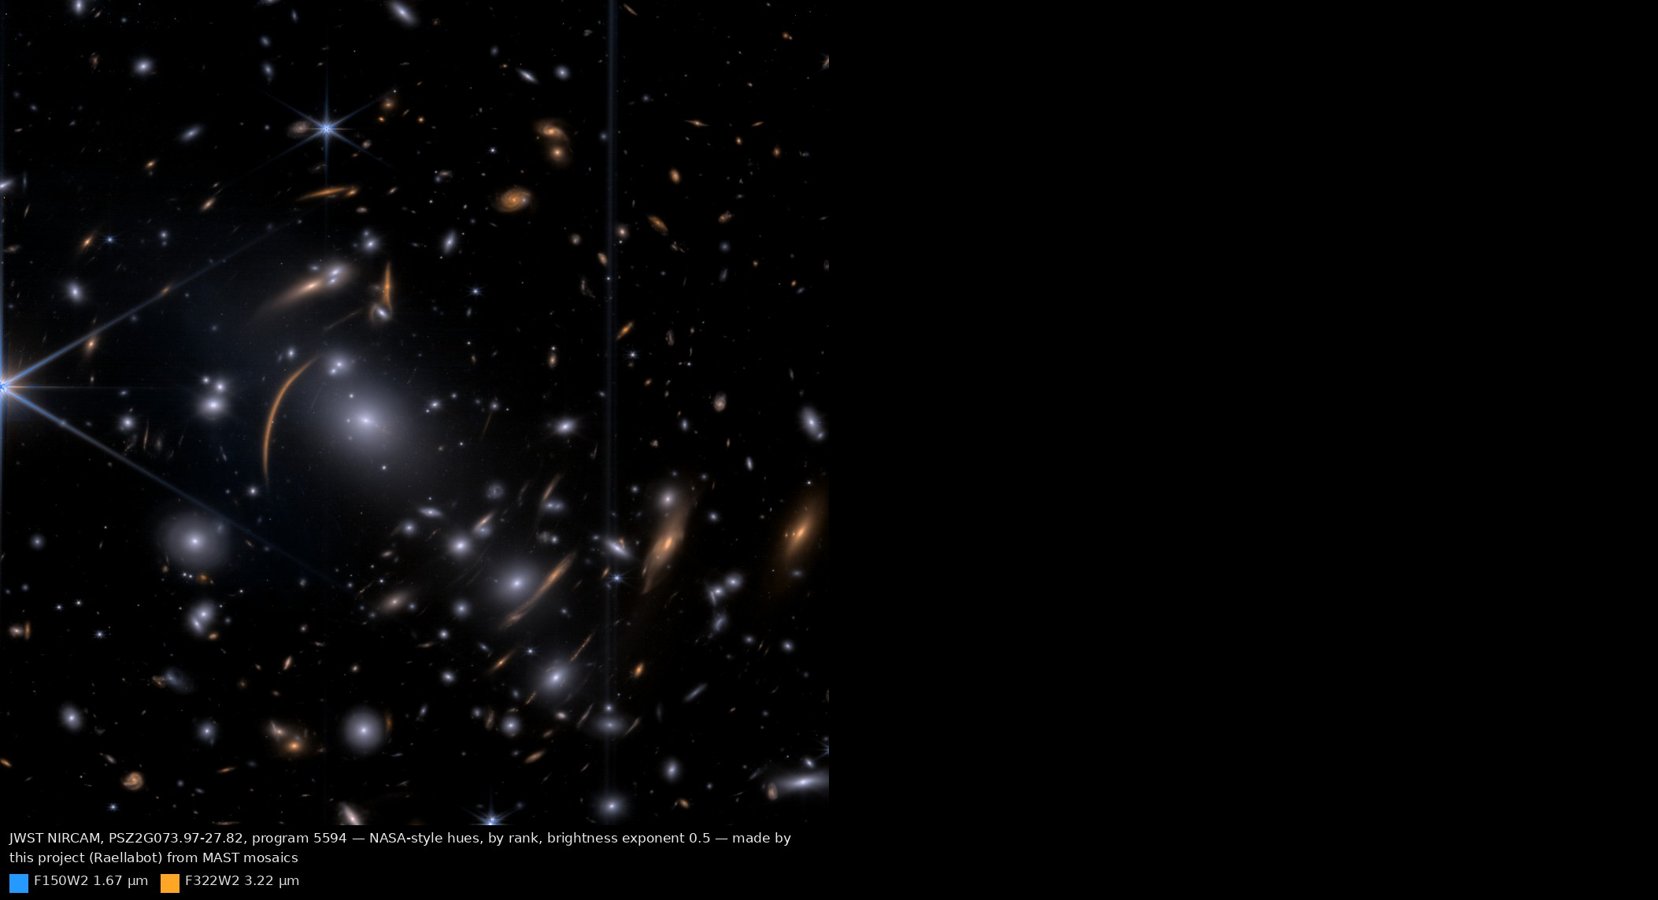 JWST NIRCAM, PSZ2G073.97-27.82, program 5594 — NASA-style hues, by rank, brightness exponent 0.5 — made by
this project (Raellabot) from MAST mosaics
F150W2 1.67 µm F322W2 3.22 µm